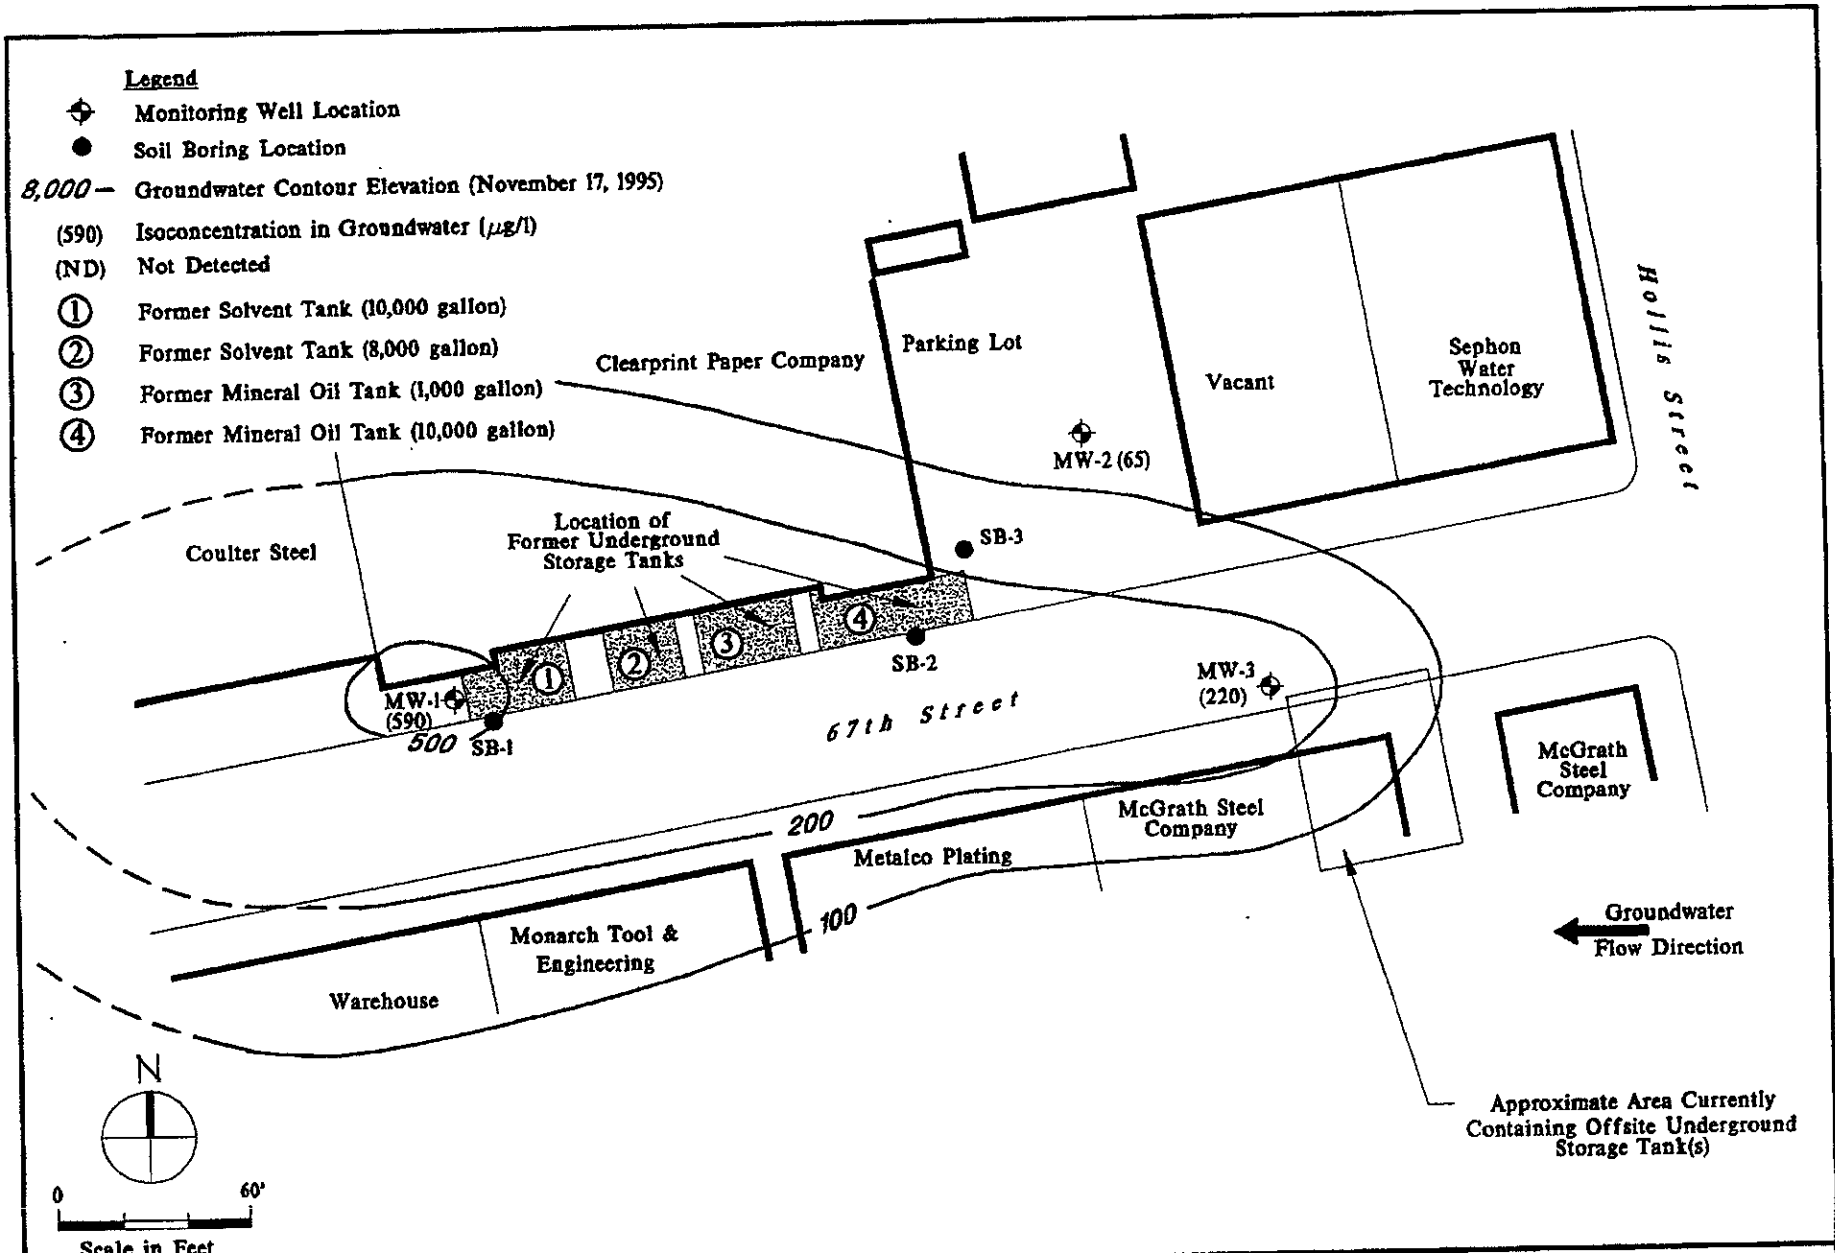 Legend
Monitoring Well Location
Soil Boring Location
8,000 — Groundwater Contour Elevation (November 17, 1995)
(590) Isoconcentration in Groundwater (µg/l)
(ND) Not Detected
1 Former Solvent Tank (10,000 gallon)
2 Former Solvent Tank (8,000 gallon)
3 Former Mineral Oil Tank (1,000 gallon)
4 Former Mineral Oil Tank (10,000 gallon)
Clearprint Paper Company
Parking Lot
Vacant
Sephon
Water
Technology
Hollis Street
MW-2 (65)
Coulter Steel
Location of
Former Underground
Storage Tanks
SB-3
1
2
3
4
SB-2
MW-1
(590)
500
SB-1
67th Street
MW-3
(220)
McGrath
Steel
Company
200
McGrath Steel
Company
Metalco Plating
100
Monarch Tool &
Engineering
Warehouse
Groundwater
Flow Direction
N
Approximate Area Currently
Containing Offsite Underground
Storage Tank(s)
0 60'
Scale in Feet